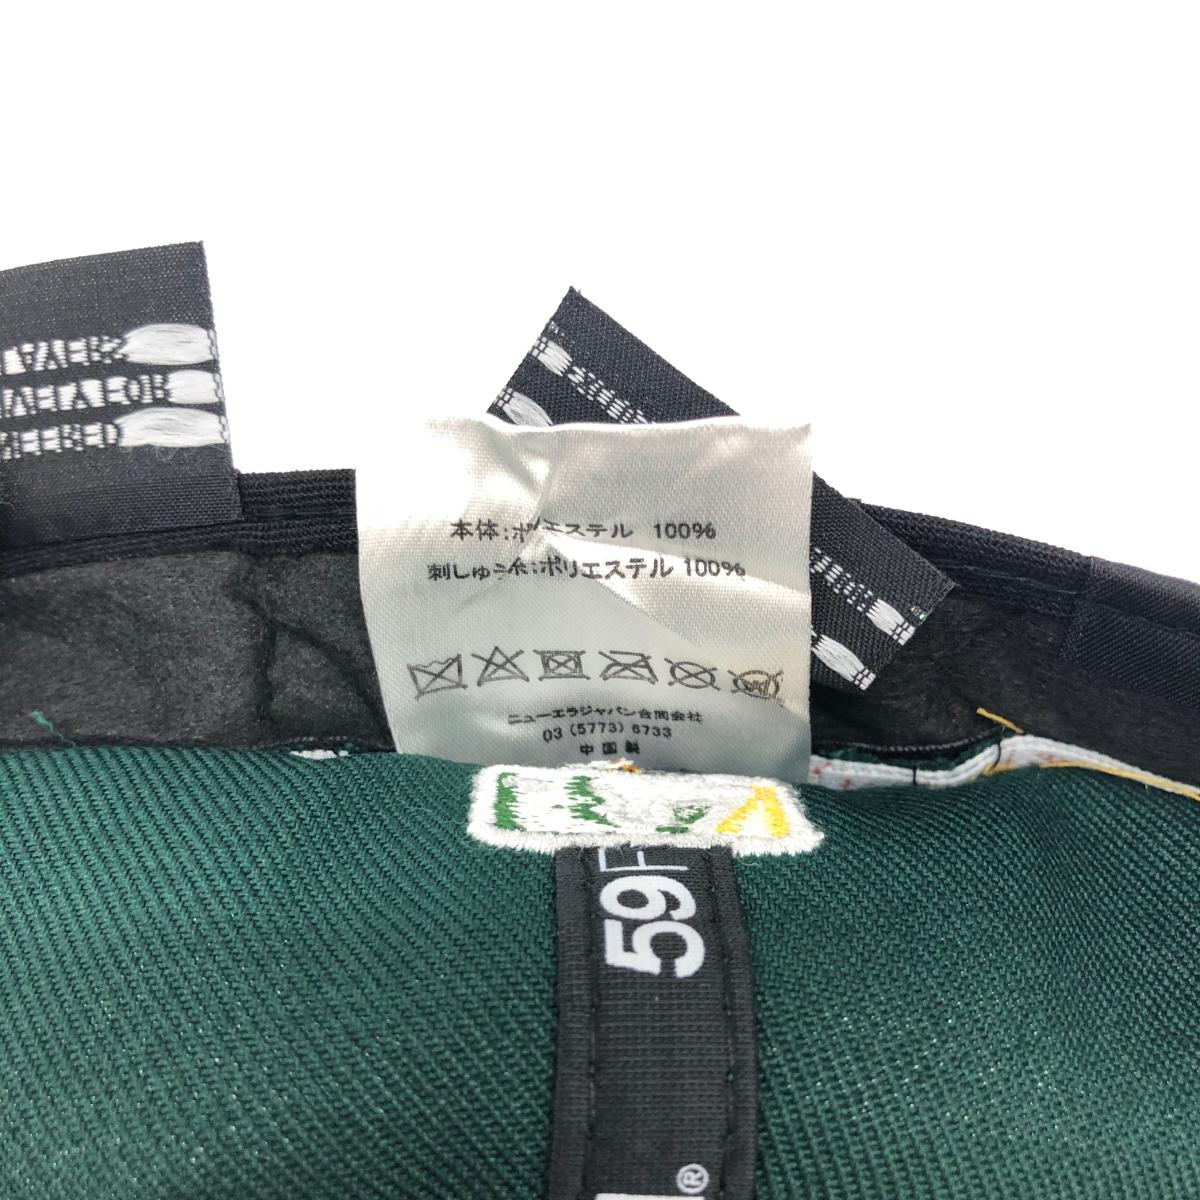 FOR
本体:ポリエステル 100%
刺しゅう糸:ポリエステル 100%
ニューエラジャパン合同会社
03 (5773) 6733
中国製
59F
®